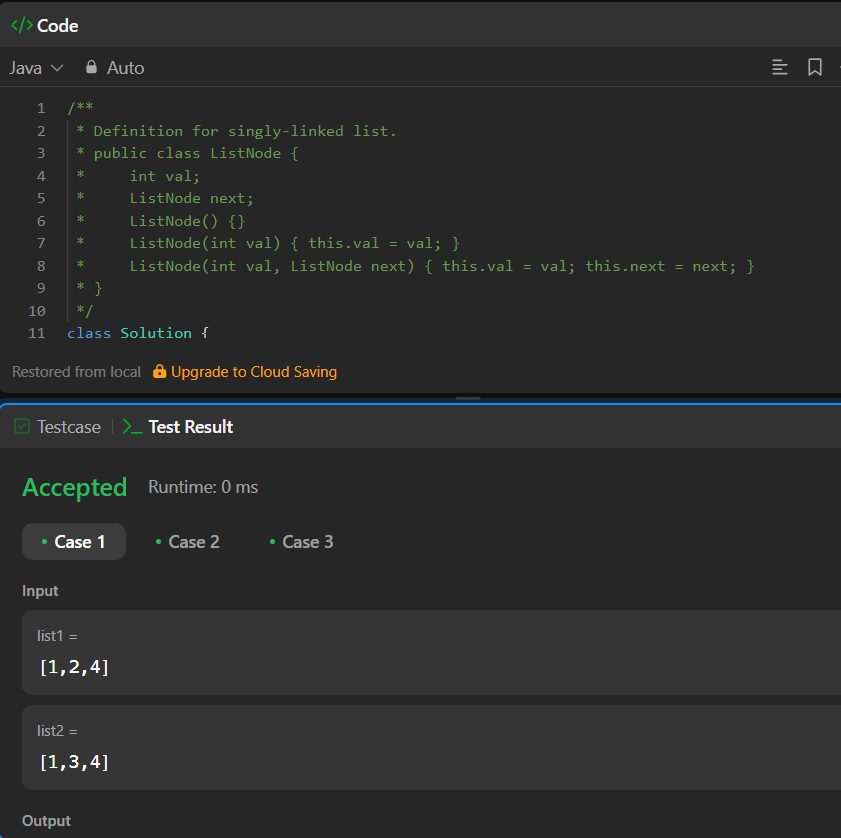 </> Code
Java Auto
1 /**
2  * Definition for singly-linked list.
3  * public class ListNode {
4  *     int val;
5  *     ListNode next;
6  *     ListNode() {}
7  *     ListNode(int val) { this.val = val; }
8  *     ListNode(int val, ListNode next) { this.val = val; this.next = next; }
9  * }
10  */
11 class Solution {
Restored from local Upgrade to Cloud Saving
Testcase | >_ Test Result
Accepted Runtime: 0 ms
• Case 1 • Case 2 • Case 3
Input
list1 =
[1,2,4]
list2 =
[1,3,4]
Output